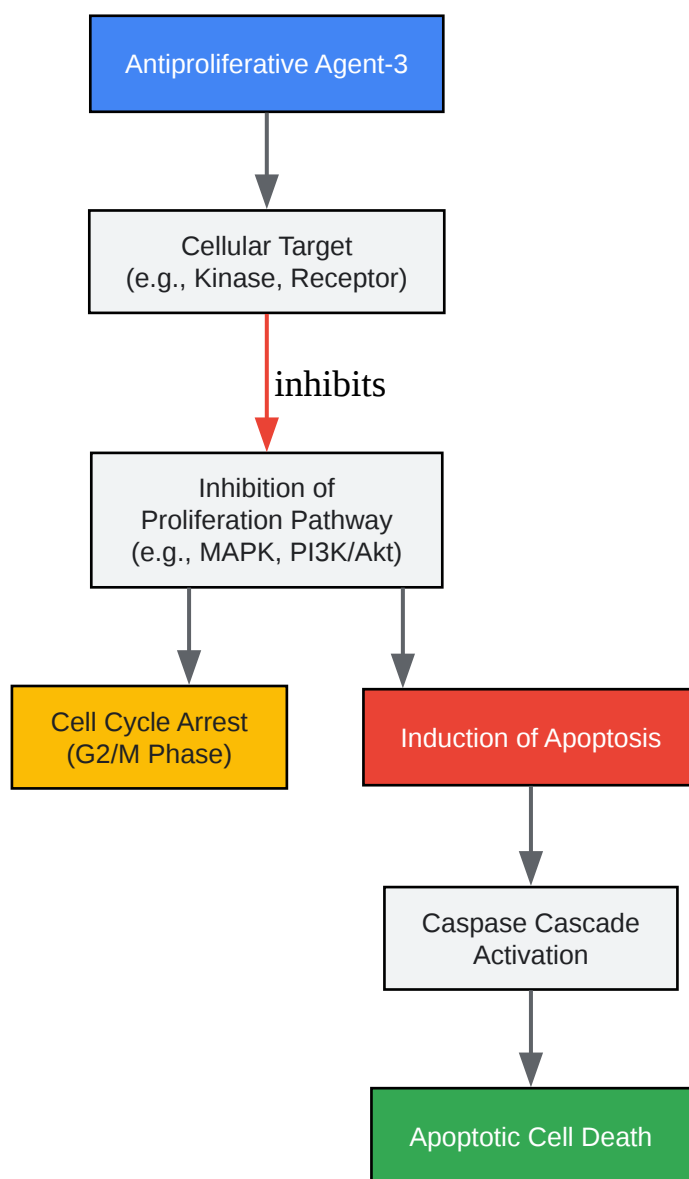 Antiproliferative Agent-3
Cellular Target
(e.g., Kinase, Receptor)
inhibits
Inhibition of
Proliferation Pathway
(e.g., MAPK, PI3K/Akt)
Cell Cycle Arrest
(G2/M Phase)
Induction of Apoptosis
Caspase Cascade
Activation
Apoptotic Cell Death